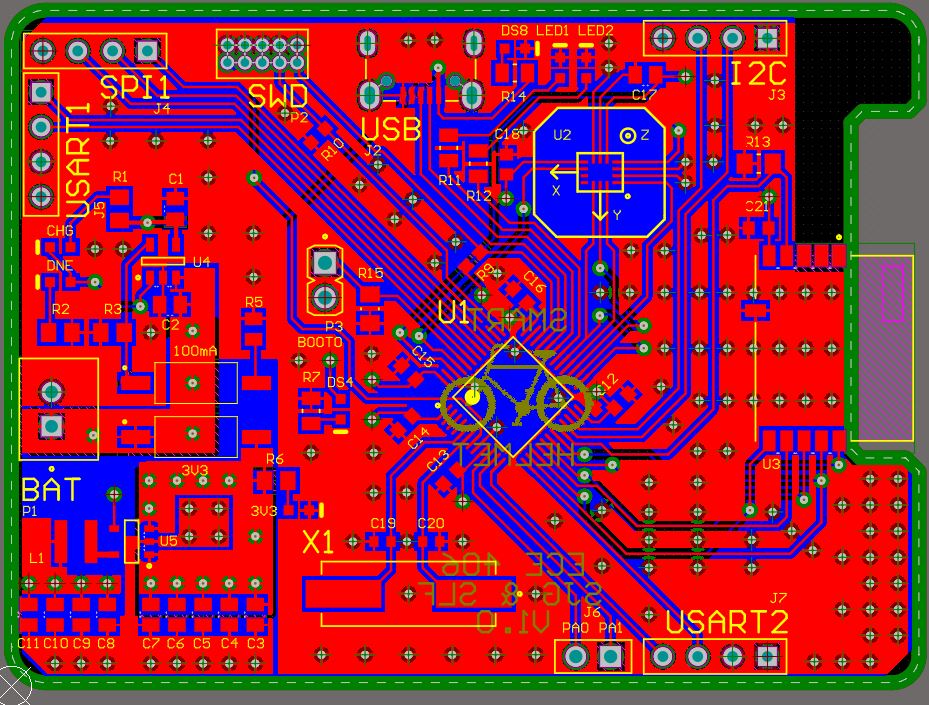 DS8 LED1 LED2
SPI1
J4
SWD
P2
USB
J2
R14
C17
I2C
J3
USART1
J5
R10
C18
U2
Z
X
Y
R13
R11
R12
C21
R1
C1
CHG
DNE
U4
R2
R3
C2
R5
R15
R9
C16
U1
P3
BOOT0
SMART
HELMET
100mA
C15
R7
DS4
C12
C14
C13
3V3
R6
3V3
U3
BAT
P1
L1
U5
X1
C19
C20
ECE 406
SJG & SLF
V1.0
J6
PA0 PA1
J7
USART2
C11 C10 C9 C8
C7 C6 C5 C4 C3